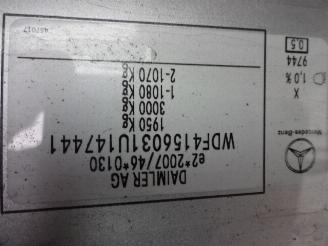 DAIMLER AG
e2*2007/46*0130
WDF4156031U147441
1950 Kg
3000 Kg
1-1080 Kg
2-1070 Kg
Mercedes-Benz
X
1,0%
9744
0.5
457017